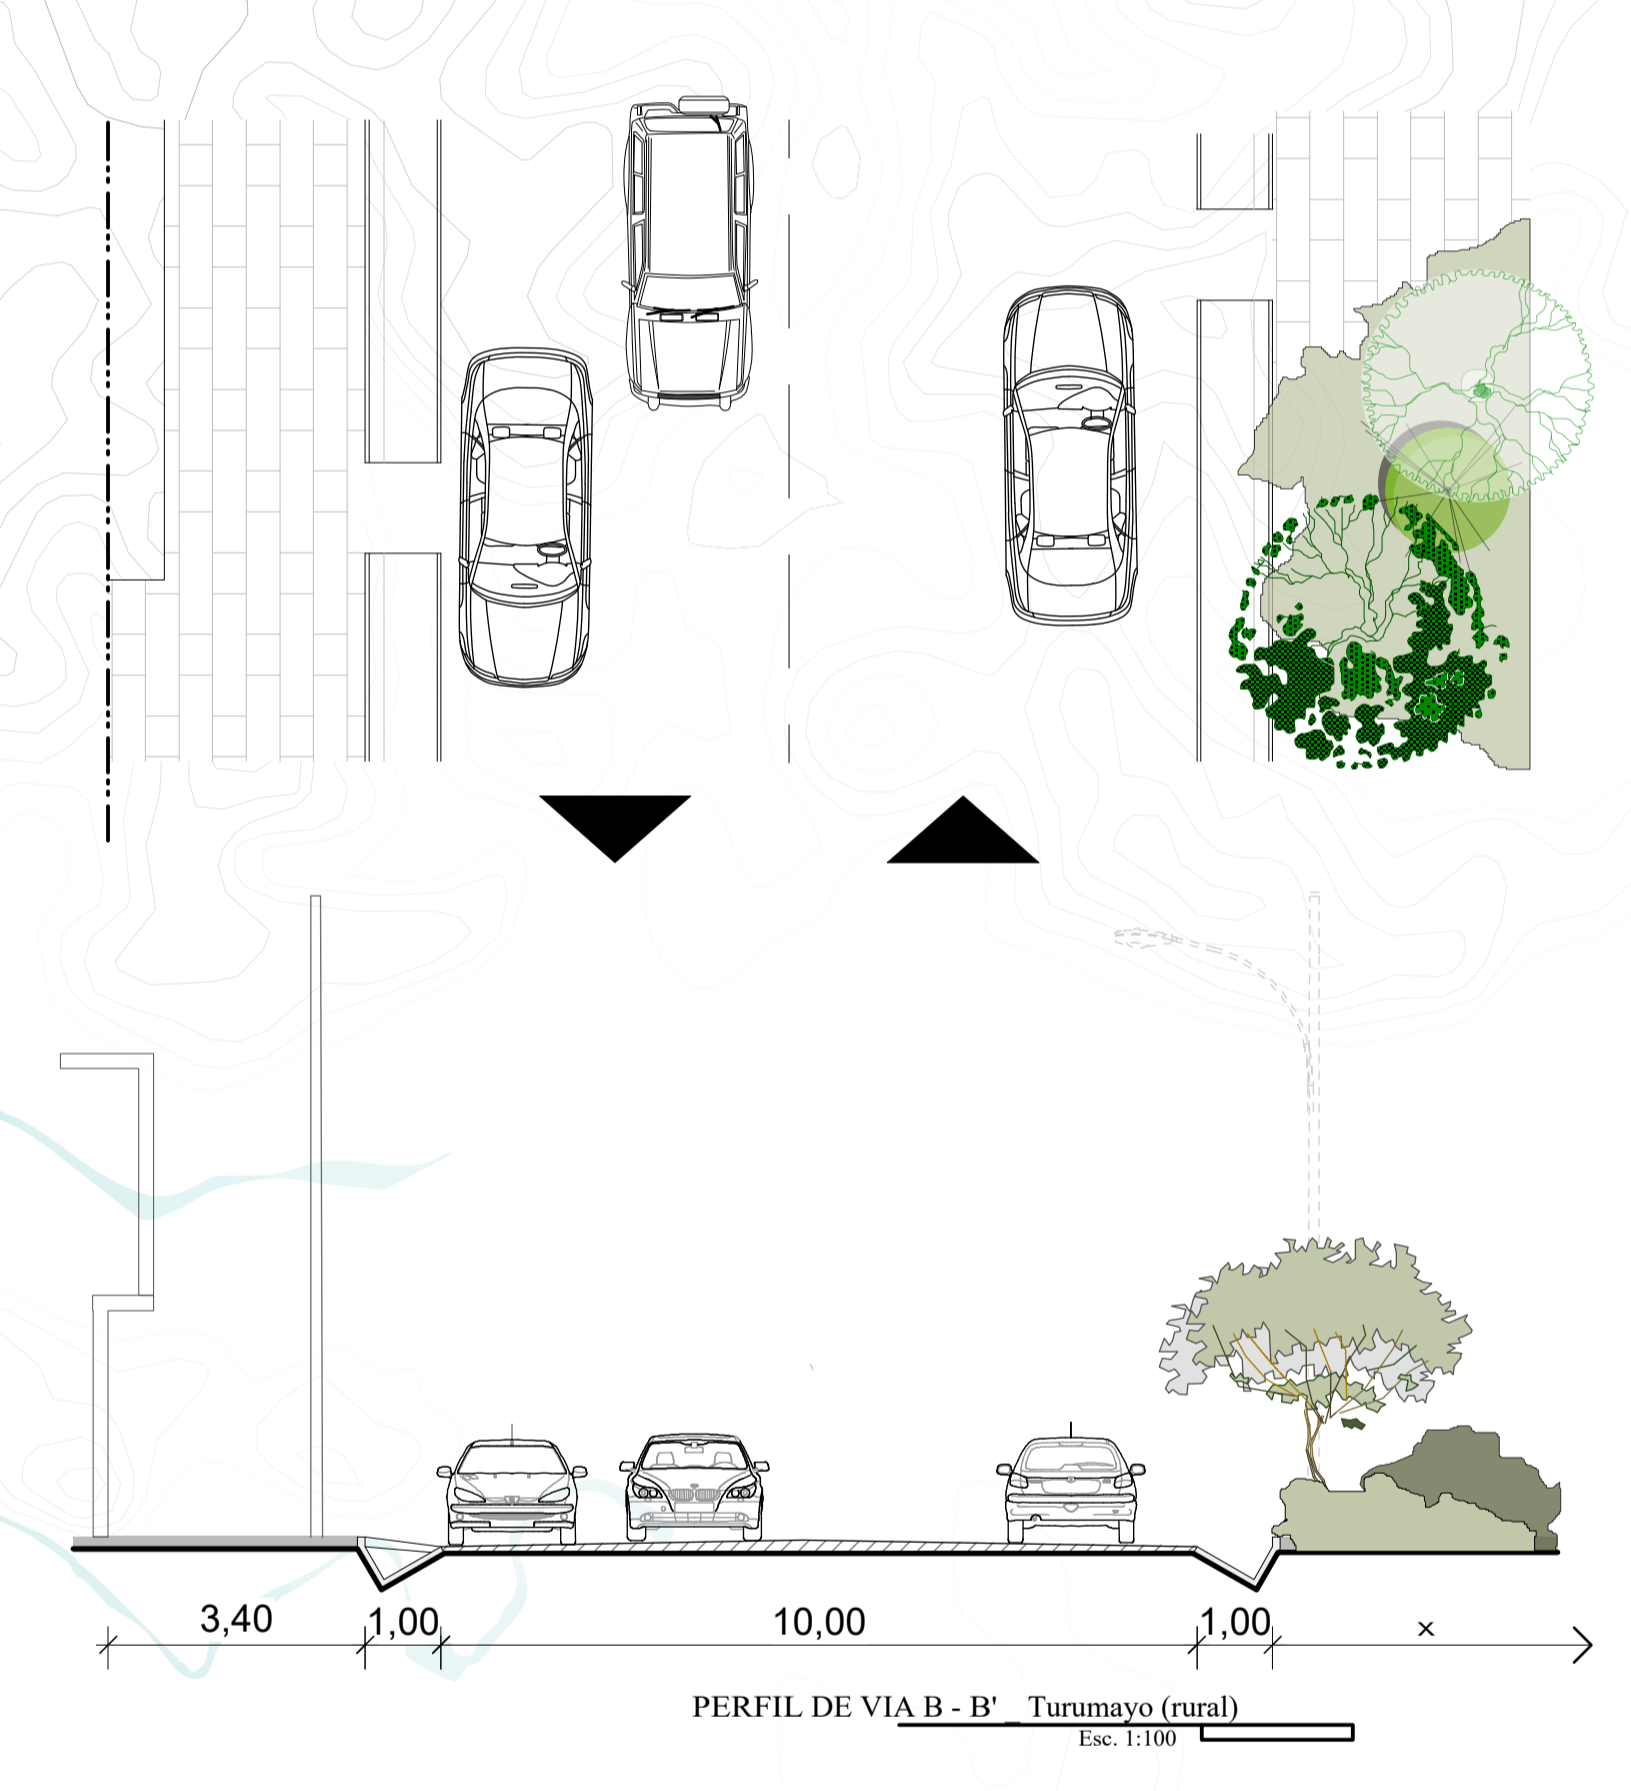 3,40 1,00 10,00 1,00 x
PERFIL DE VIA B - B' _ Turumayo (rural)
Esc. 1:100